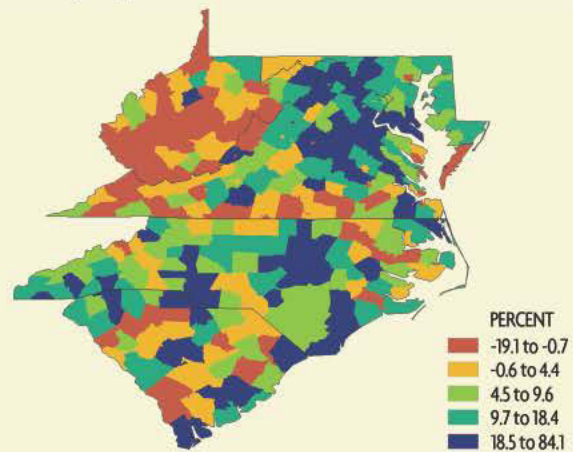 PERCENT
-19.1 to -0.7
-0.6 to 4.4
4.5 to 9.6
9.7 to 18.4
18.5 to 84.1